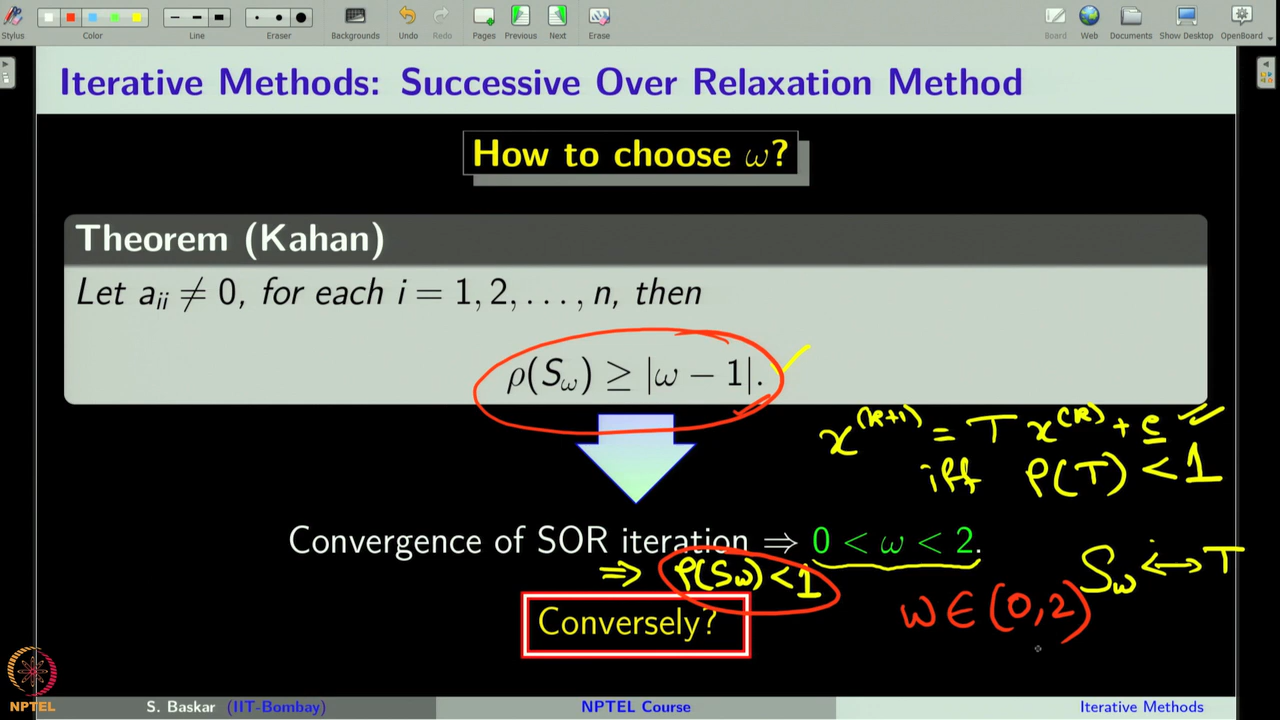 Stylus
Color
Line
Eraser
Backgrounds
Undo
Redo
Pages
Previous
Next
Erase
Board
Web
Documents
Show Desktop
OpenBoard
Iterative Methods: Successive Over Relaxation Method
How to choose ω?
Theorem (Kahan)
Let aᵢᵢ ≠ 0, for each i = 1, 2, . . . , n, then
ρ(S_ω) ≥ |ω − 1|.
x^(k+1) = T x^(k) + c
iff ρ(T) < 1
Convergence of SOR iteration ⇒ 0 < ω < 2.
⇒ ρ(S_ω) < 1
S_ω ⟷ T
Conversely?
ω ∈ (0, 2)
NPTEL
S. Baskar (IIT-Bombay)
NPTEL Course
Iterative Methods